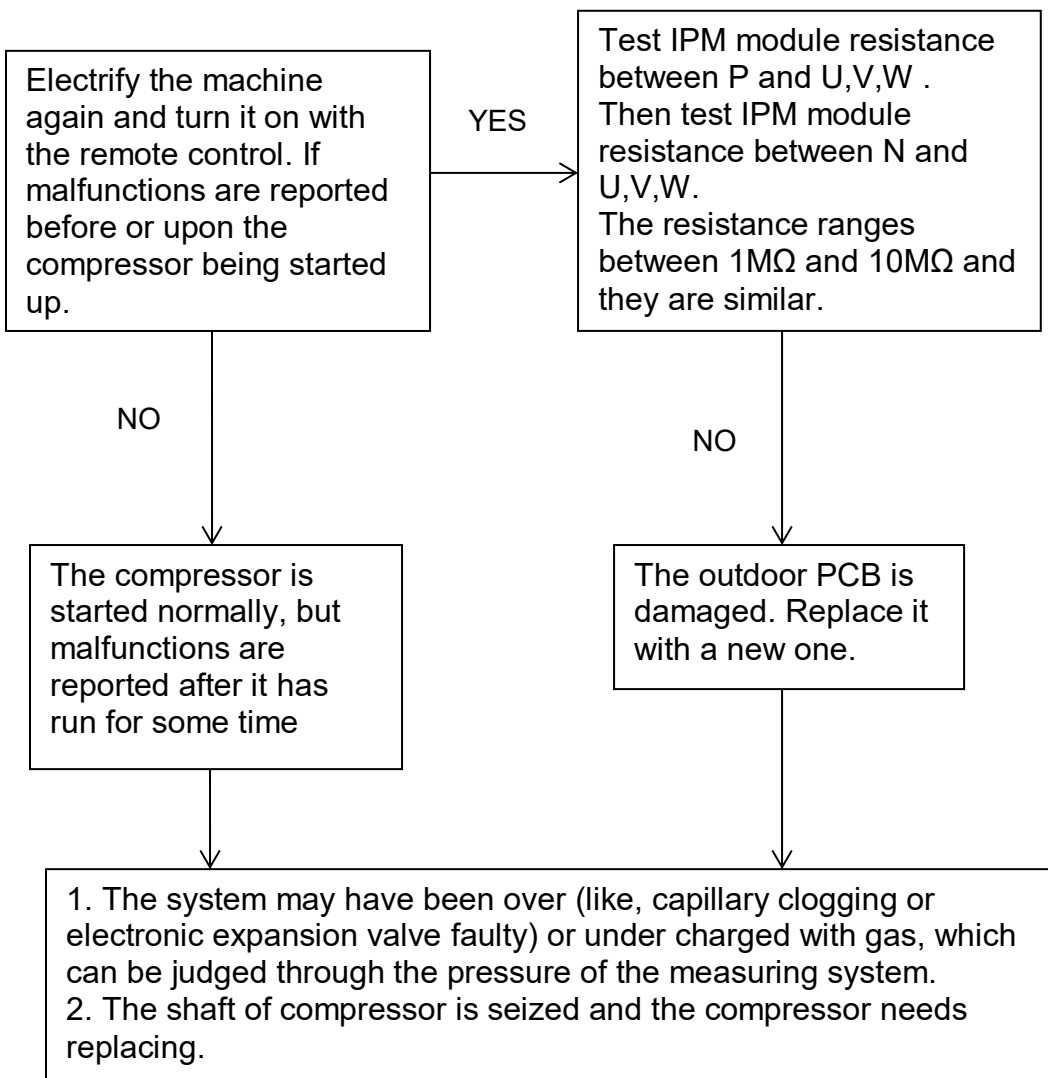 Electrify the machine
again and turn it on with
the remote control. If
malfunctions are reported
before or upon the
compressor being started
up.
YES
Test IPM module resistance
between P and U,V,W .
Then test IPM module
resistance between N and
U,V,W.
The resistance ranges
between 1MΩ and 10MΩ and
they are similar.
NO
NO
The compressor is
started normally, but
malfunctions are
reported after it has
run for some time
The outdoor PCB is
damaged. Replace it
with a new one.
1. The system may have been over (like, capillary clogging or
electronic expansion valve faulty) or under charged with gas, which
can be judged through the pressure of the measuring system.
2. The shaft of compressor is seized and the compressor needs
replacing.